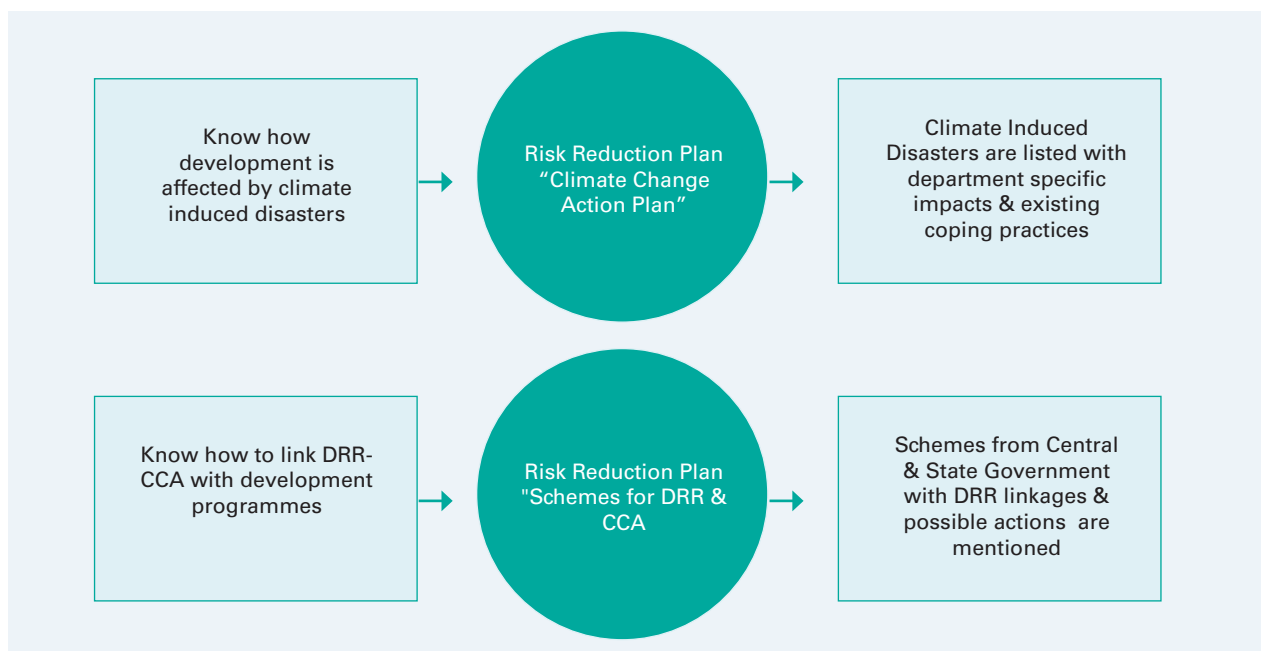 Know how
development is
affected by climate
induced disasters
Risk Reduction Plan
“Climate Change
Action Plan”
Climate Induced
Disasters are listed with
department specific
impacts & existing
coping practices
Know how to link DRR-
CCA with development
programmes
Risk Reduction Plan
"Schemes for DRR &
CCA
Schemes from Central
& State Government
with DRR linkages &
possible actions  are
mentioned